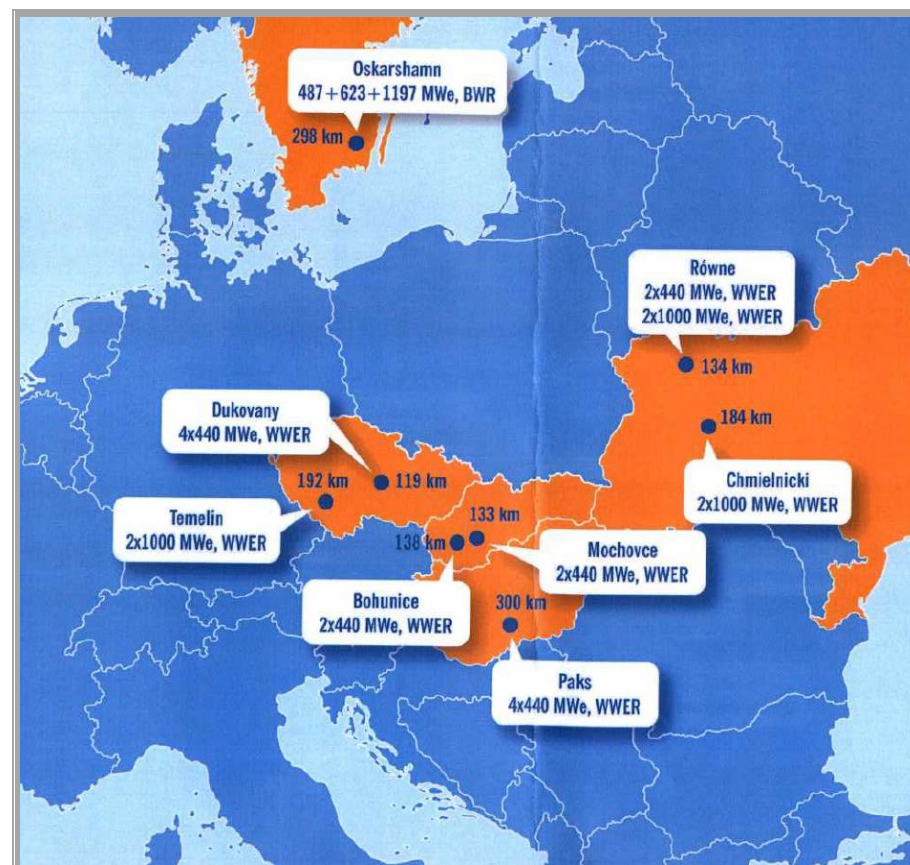 Oskarshamn
487+623+1197 MWe, BWR
298 km
Równe
2x440 MWe, WWER
2x1000 MWe, WWER
134 km
184 km
Chmielnicki
2x1000 MWe, WWER
Dukovany
4x440 MWe, WWER
119 km
192 km
Temelin
2x1000 MWe, WWER
133 km
138 km
Mochovce
2x440 MWe, WWER
Bohunice
2x440 MWe, WWER
300 km
Paks
4x440 MWe, WWER